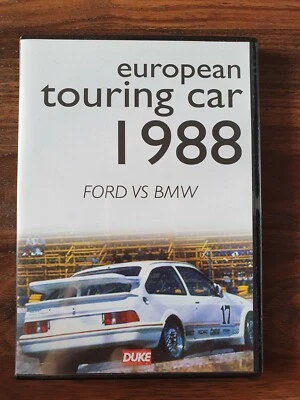 european
touring car
1988
FORD VS BMW
17
DUKE